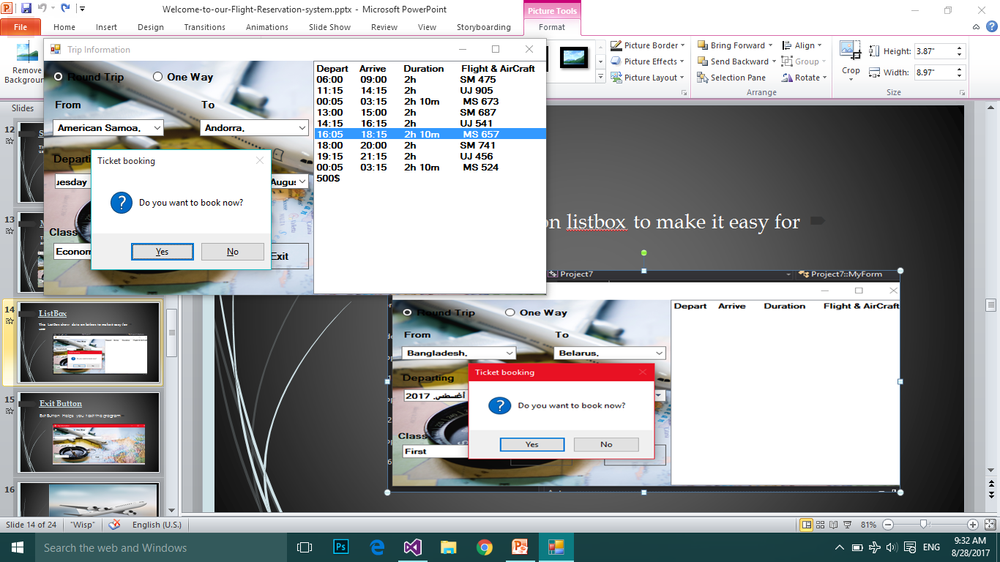 Welcome-to-our-Flight-Reservation-system.pptx - Microsoft PowerPoint
Picture Tools
File Home Insert Design Transitions Animations Slide Show Review View Storyboarding Format
Remove
Trip Information
Round Trip One Way
From To
American Samoa. Andorra.
uesday
Class
Econom
Exit
Depart Arrive Duration Flight & AirCraft
06:00 09:00 2h SM 475
11:15 14:15 2h UJ 905
00:05 03:15 2h 10m MS 673
13:00 15:00 2h SM 687
14:15 16:15 2h UJ 541
16:05 18:15 2h 10m MS 657
18:00 20:00 2h SM 741
19:15 21:15 2h UJ 456
00:05 03:15 2h 10m MS 524
500$
Ticket booking
Do you want to book now?
Yes No
Picture Border
Picture Effects
Picture Layout
Bring Forward
Send Backward
Selection Pane
Align
Group
Rotate
Arrange
Crop
Height: 3.87"
Width: 8.97"
Size
Slides
12
13
14
ListBox
15
Exit Button
Exit Button Helps you t exit the program
16
on listbox to make it easy for
Project7 Project7::MyForm
Round Trip One Way
From To
Bangladesh. Belarus.
Departing
أغسطس, 2017
Class
First
Depart Arrive Duration Flight & AirCraft
Ticket booking
Do you want to book now?
Yes No
Slide 14 of 24 "Wisp" English (U.S.) 81%
Search the web and Windows
ENG
9:32 AM
8/28/2017